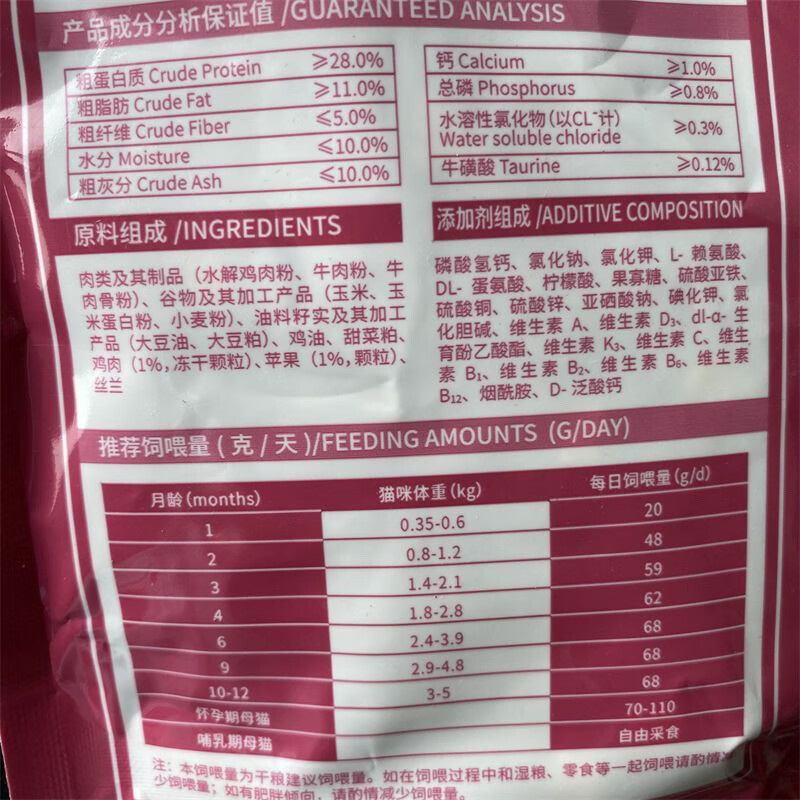 产品成分分析保证值 /GUARANTEED ANALYSIS
粗蛋白质 Crude Protein ≥28.0%
粗脂肪 Crude Fat ≥11.0%
粗纤维 Crude Fiber ≤5.0%
水分 Moisture ≤10.0%
粗灰分 Crude Ash ≤10.0%
钙 Calcium ≥1.0%
总磷 Phosphorus ≥0.8%
水溶性氯化物(以CL⁻计)
Water soluble chloride ≥0.3%
牛磺酸 Taurine ≥0.12%
原料组成 /INGREDIENTS
肉类及其制品(水解鸡肉粉、牛肉粉、牛
肉骨粉)、谷物及其加工产品(玉米、玉
米蛋白粉、小麦粉)、油料籽实及其加工
产品(大豆油、大豆粕)、鸡油、甜菜粕、
鸡肉(1%,冻干颗粒)、苹果(1%,颗粒)、
丝兰
添加剂组成 /ADDITIVE COMPOSITION
磷酸氢钙、氯化钠、氯化钾、L- 赖氨酸、
DL- 蛋氨酸、柠檬酸、果寡糖、硫酸亚铁、
硫酸铜、硫酸锌、亚硒酸钠、碘化钾、氯
化胆碱、维生素 A、维生素 D₃、dl-α- 生
育酚乙酸酯、维生素 K₃、维生素 C、维生
素 B₁、维生素 B₂、维生素 B₆、维生素
B₁₂、烟酰胺、D- 泛酸钙
推荐饲喂量 ( 克 / 天 )/FEEDING AMOUNTS (G/DAY)
月龄(months) 猫咪体重(kg) 每日饲喂量(g/d)
1 0.35-0.6 20
2 0.8-1.2 48
3 1.4-2.1 59
4 1.8-2.8 62
6 2.4-3.9 68
9 2.9-4.8 68
10-12 3-5 68
怀孕期母猫 70-110
哺乳期母猫 自由采食
注：本饲喂量为干粮建议饲喂量。如在饲喂过程中和湿粮、零食等一起饲喂请酌情减
少饲喂量；如有肥胖倾向，请酌情减少饲喂量。